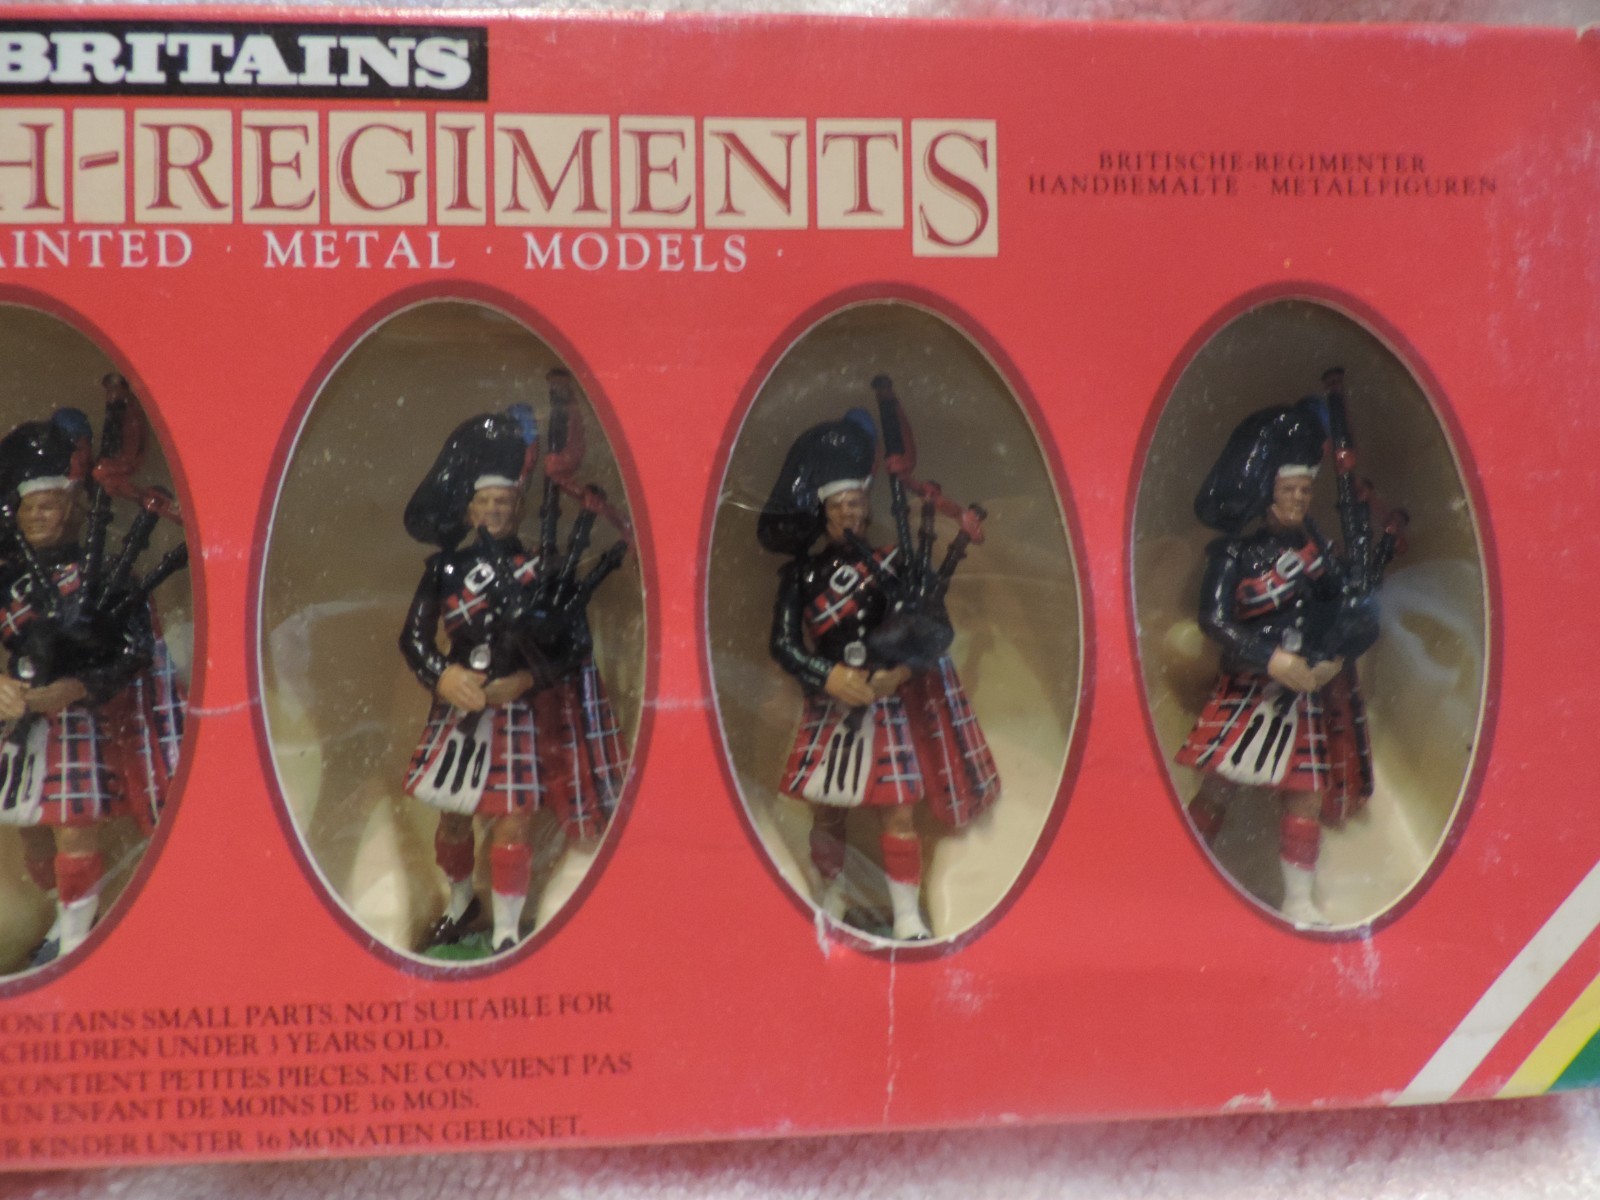 BRITAINS
H-REGIMENTS
AINTED · METAL · MODELS ·
BRITISCHE-REGIMENTER
HANDBEMALTE · METALLFIGUREN
ONTAINS SMALL PARTS. NOT SUITABLE FOR
CHILDREN UNDER 3 YEARS OLD.
CONTIENT PETITES PIECES. NE CONVIENT PAS
UN ENFANT DE MOINS DE 36 MOIS.
R KINDER UNTER 36 MONATEN GEEIGNET.